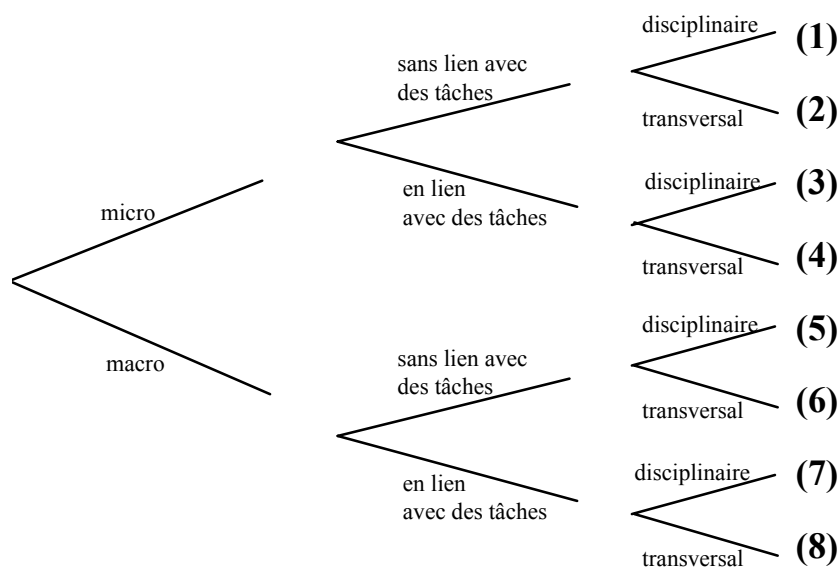 disciplinaire
(1)
sans lien avec
des tâches
transversal
(2)
micro
en lien
avec des tâches
disciplinaire
(3)
transversal
(4)
macro
sans lien avec
des tâches
disciplinaire
(5)
transversal
(6)
en lien
avec des tâches
disciplinaire
(7)
transversal
(8)